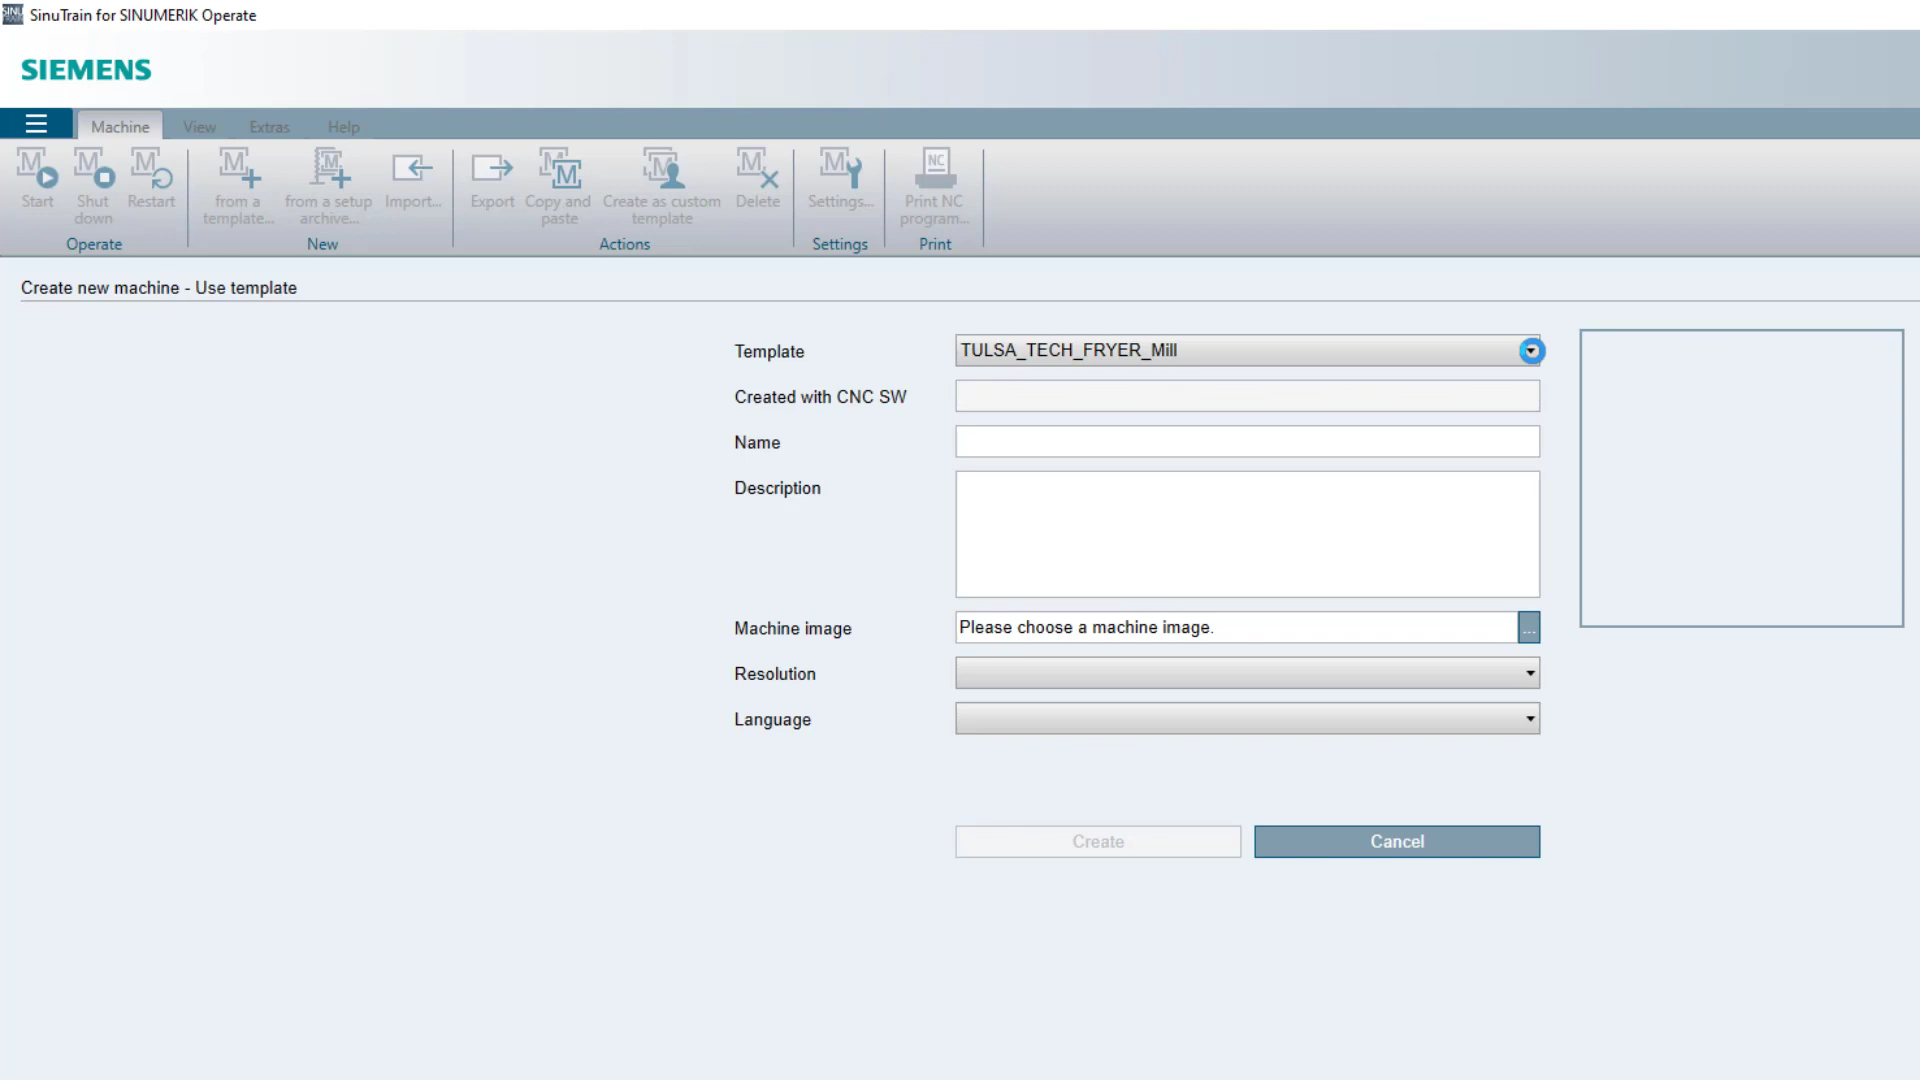 SinuTrain for SINUMERIK Operate
SIEMENS
Machine View Extras Help
Start Shut down Restart from a template... from a setup archive... Import... Export Copy and paste Create as custom template Delete Settings... Print NC program...
Operate New Actions Settings Print
Create new machine - Use template
Template TULSA_TECH_FRYER_Mill
Created with CNC SW
Name
Description
Machine image Please choose a machine image. ...
Resolution
Language
Create Cancel